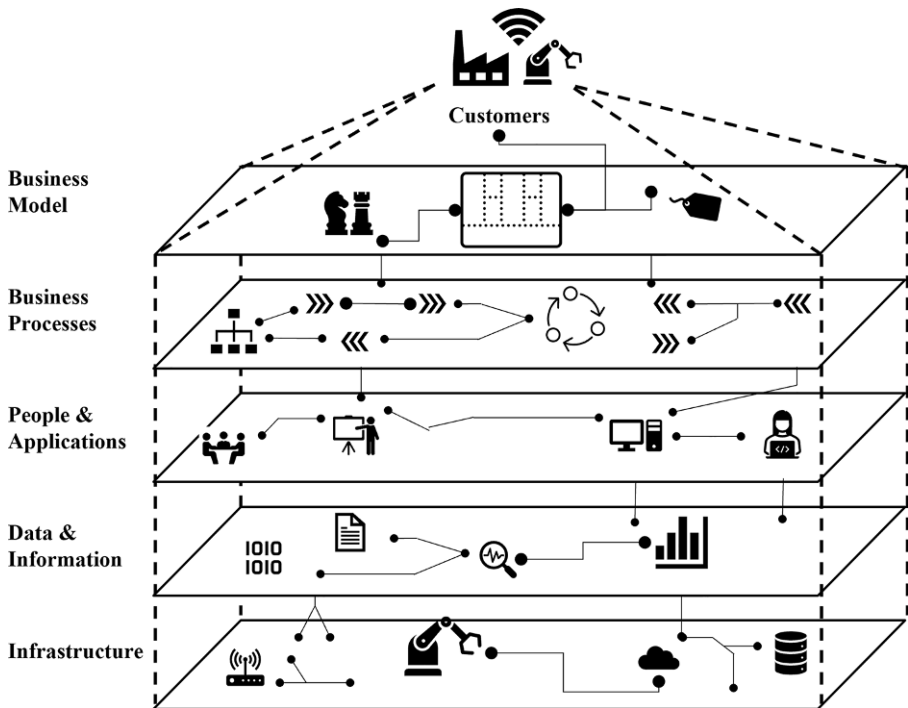 Customers
Business
Model
Business
Processes
People &
Applications
Data &
Information
1010
1010
Infrastructure